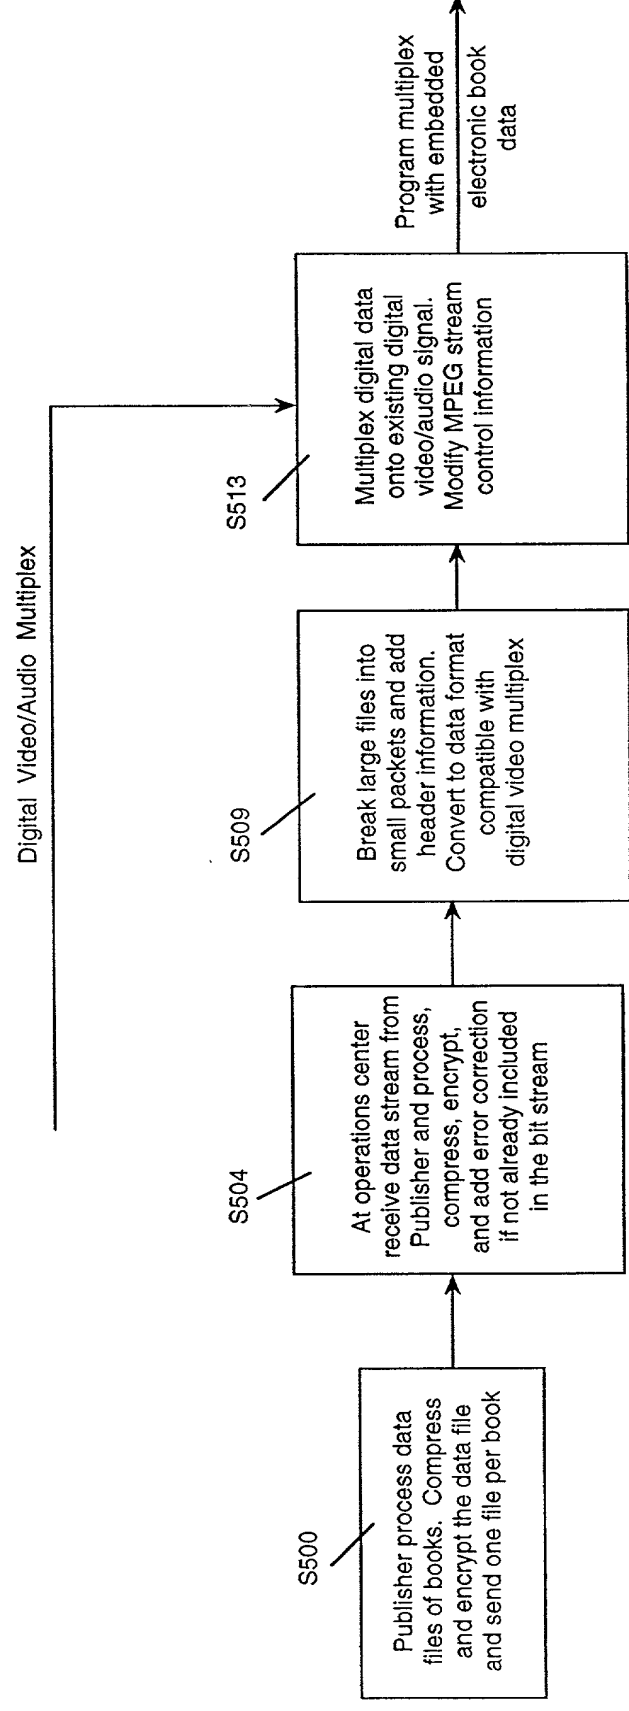 Digital Video/Audio Multiplex
S500
Publisher process data
files of books. Compress
and encrypt the data file
and send one file per book
S504
At operations center
receive data stream from
Publisher and process,
compress, encrypt,
and add error correction
if not already included
in the bit stream
S509
Break large files into
small packets and add
header information.
Convert to data format
compatible with
digital video multiplex
S513
Multiplex digital data
onto existing digital
video/audio signal.
Modify MPEG stream
control information
Program multiplex
with embedded
electronic book
data